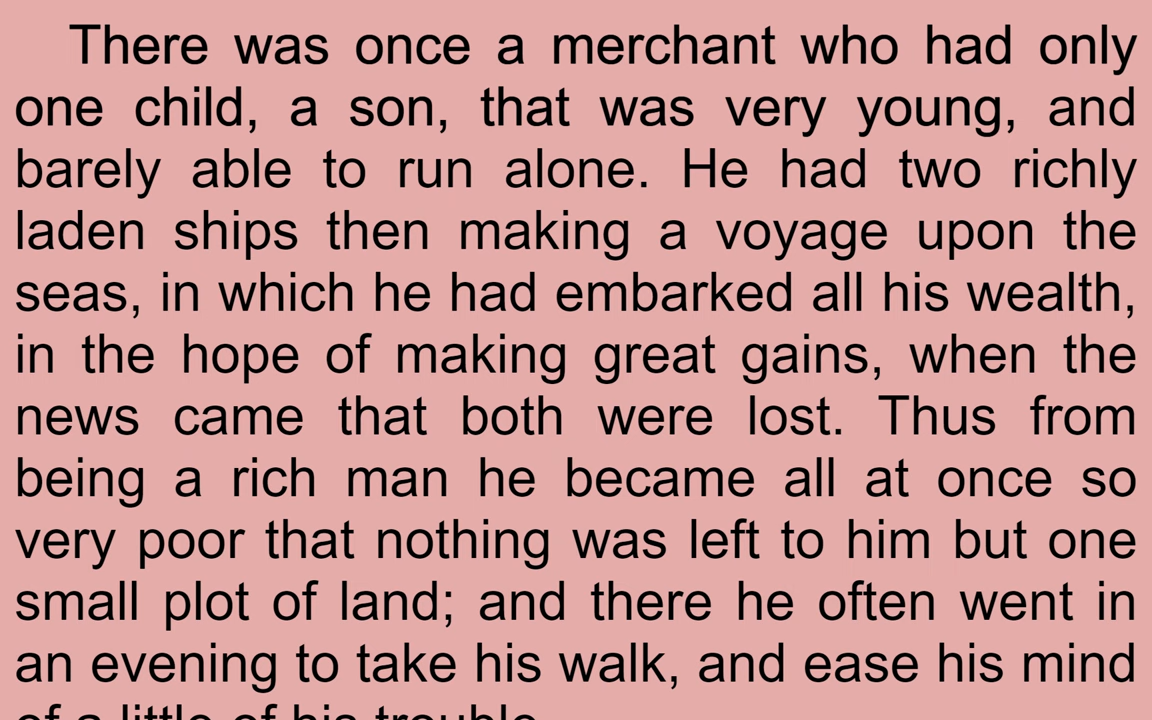 There was once a merchant who had only
one child, a son, that was very young, and
barely able to run alone. He had two richly
laden ships then making a voyage upon the
seas, in which he had embarked all his wealth,
in the hope of making great gains, when the
news came that both were lost. Thus from
being a rich man he became all at once so
very poor that nothing was left to him but one
small plot of land; and there he often went in
an evening to take his walk, and ease his mind
of a little of his trouble.